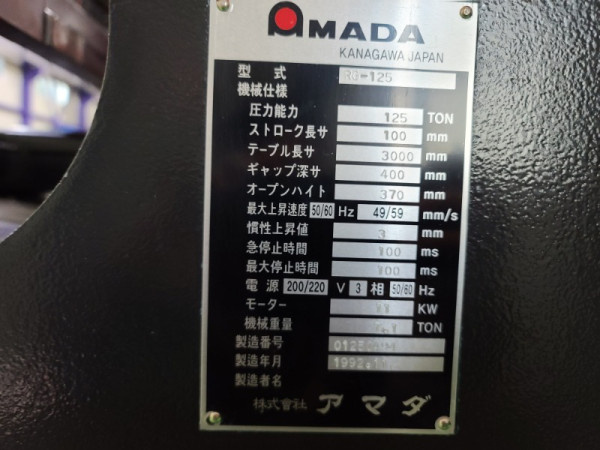 AMADA
KANAGAWA JAPAN
型式 RG-125
機械仕様
圧力能力 125 TON
ストローク長サ 100 mm
テーブル長サ 3000 mm
ギャップ深サ 400 mm
オープンハイト 370 mm
最大上昇速度 50/60 Hz 49/59 mm/s
慣性上昇値 3 mm
急停止時間 100 ms
最大停止時間 100 ms
電源 200/220 V 3 相 50/60 Hz
モーター 11 KW
機械重量 TON
製造番号
製造年月 1992.
製造者名
株式會社 アマダ